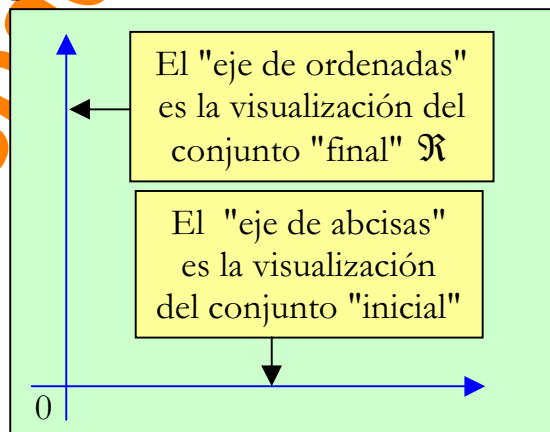 El "eje de ordenadas"
es la visualización del
conjunto "final" ℜ
El "eje de abcisas"
es la visualización
del conjunto "inicial"
0